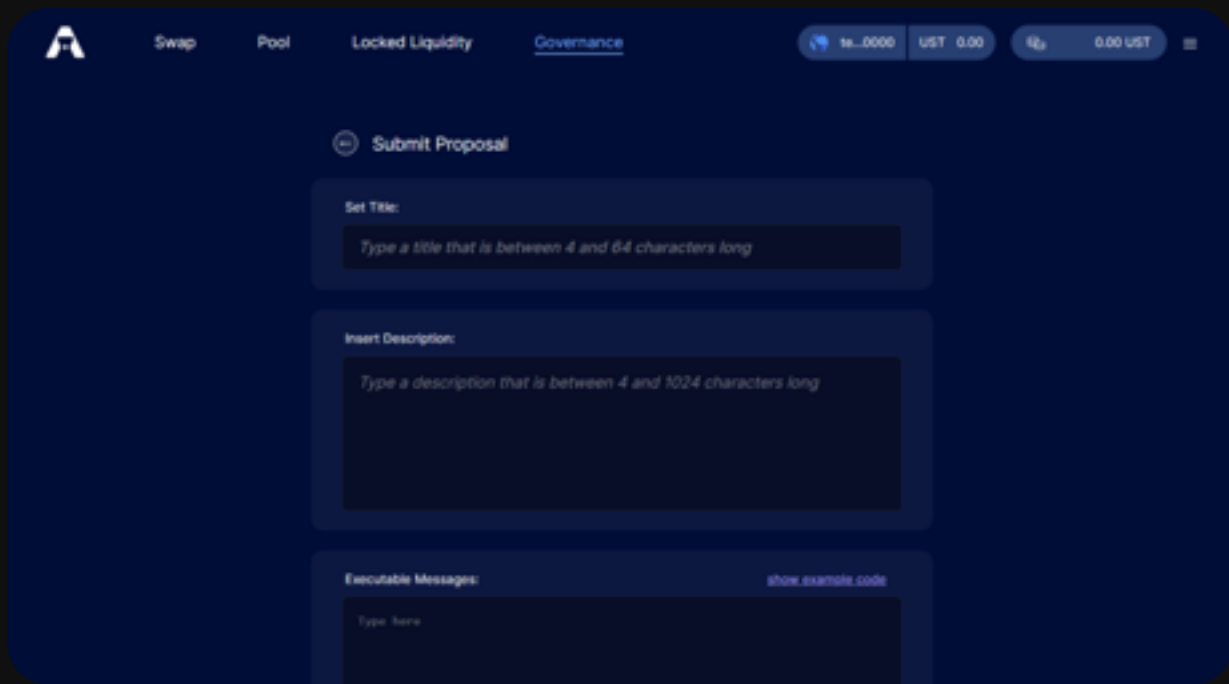 Swap Pool Locked Liquidity Governance te...0000 UST 0.00 0.00 UST
Submit Proposal
Set Title:
Type a title that is between 4 and 64 characters long
Insert Description:
Type a description that is between 4 and 1024 characters long
Executable Messages: show example code
Type here